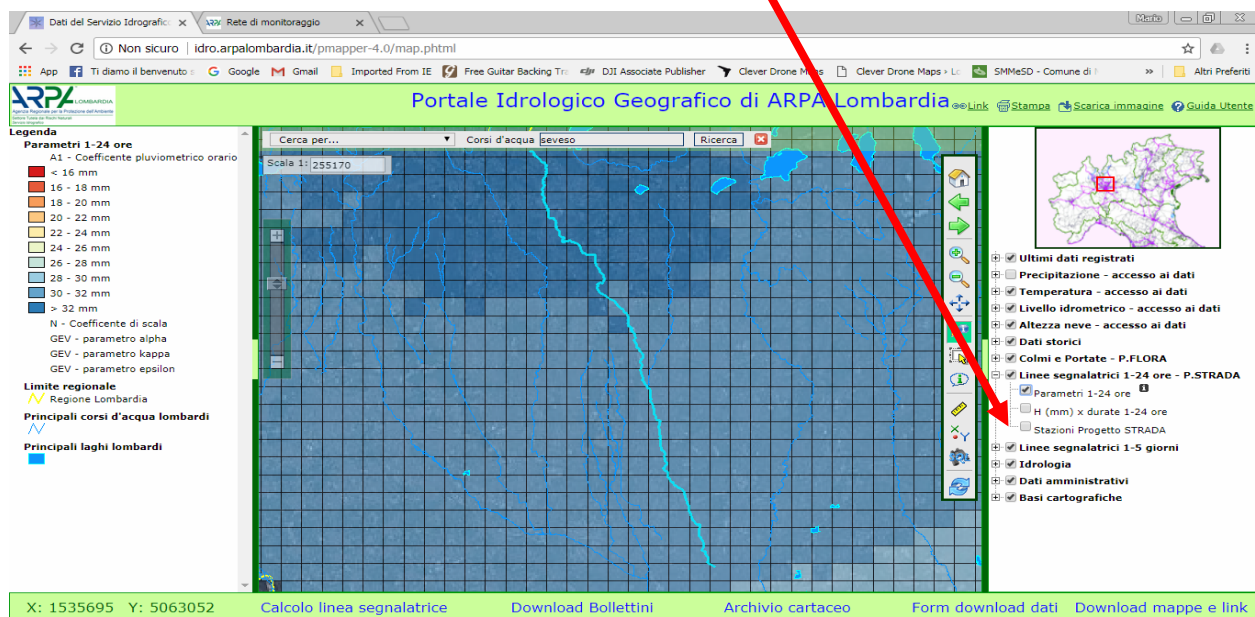 Dati del Servizio Idrografic
Rete di monitoraggio
Mario
Non sicuro | idro.arpalombardia.it/pmapper-4.0/map.phtml
App
Ti diamo il benvenuto s
Google
Gmail
Imported From IE
Free Guitar Backing Tra
DJI Associate Publisher
Clever Drone Maps
Clever Drone Maps › Lo
SMMeSD - Comune di
»
Altri Preferiti
ARPA LOMBARDIA
Agenzia Regionale per la Protezione dell'Ambiente
Portale Idrologico Geografico di ARPA Lombardia
Link
Stampa
Scarica immagine
Guida Utente
Legenda
Parametri 1-24 ore
A1 - Coefficente pluviometrico orario
< 16 mm
16 - 18 mm
18 - 20 mm
20 - 22 mm
22 - 24 mm
24 - 26 mm
26 - 28 mm
28 - 30 mm
30 - 32 mm
> 32 mm
N - Coefficente di scala
GEV - parametro alpha
GEV - parametro kappa
GEV - parametro epsilon
Limite regionale
Regione Lombardia
Principali corsi d'acqua lombardi
Principali laghi lombardi
Cerca per...
Corsi d'acqua seveso
Ricerca
Scala 1: 255170
Ultimi dati registrati
Precipitazione - accesso ai dati
Temperatura - accesso ai dati
Livello idrometrico - accesso ai dati
Altezza neve - accesso ai dati
Dati storici
Colmi e Portate - P.FLORA
Linee segnalatrici 1-24 ore - P.STRADA
Parametri 1-24 ore
H (mm) x durate 1-24 ore
Stazioni Progetto STRADA
Linee segnalatrici 1-5 giorni
Idrologia
Dati amministrativi
Basi cartografiche
X: 1535695 Y: 5063052
Calcolo linea segnalatrice
Download Bollettini
Archivio cartaceo
Form download dati
Download mappe e link